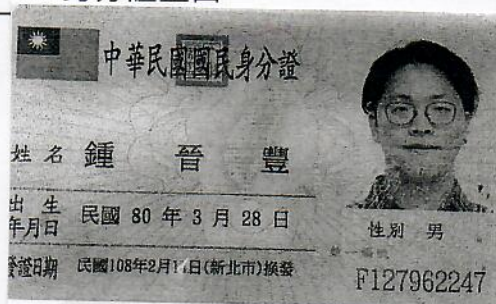 中華民國國民身分證
姓名 鍾 晉 豐
出生年月日 民國 80 年 3 月 28 日
性別 男
發證日期 民國108年2月 (新北市)換發
F127962247